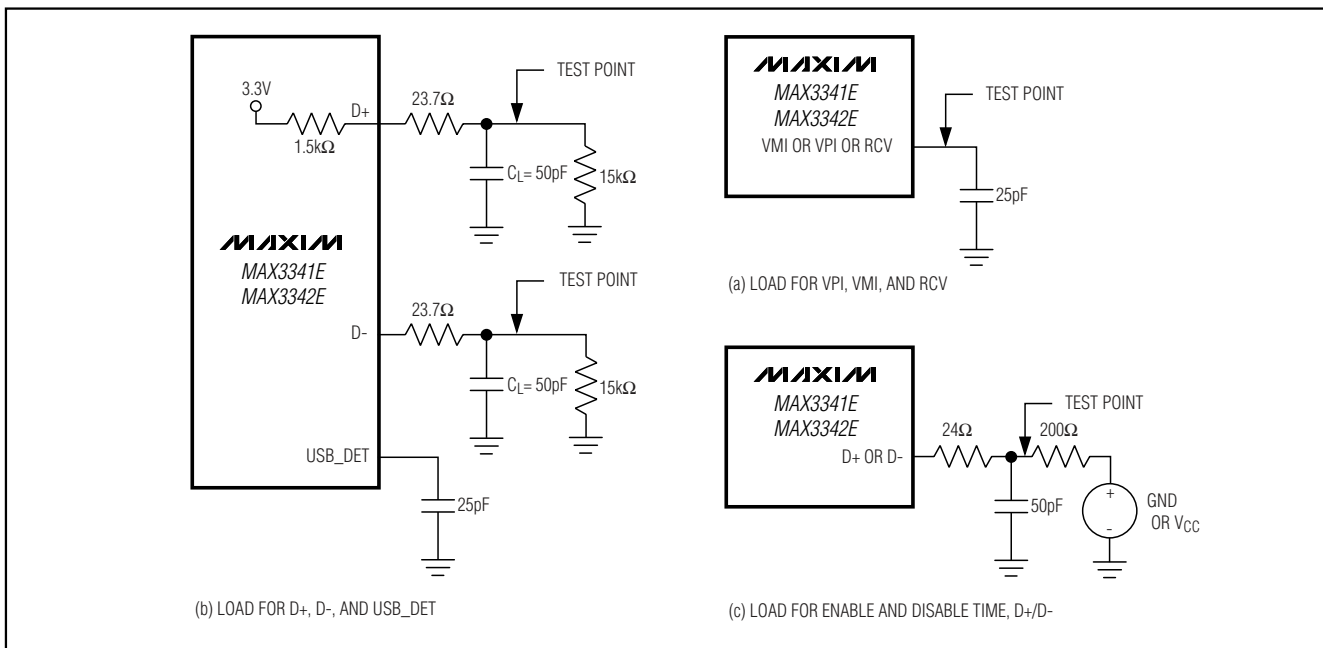 3.3V
1.5kΩ
D+
23.7Ω
TEST POINT
CL= 50pF
15kΩ
MAXIM
MAX3341E
MAX3342E
D-
23.7Ω
TEST POINT
CL= 50pF
15kΩ
USB_DET
25pF
(b) LOAD FOR D+, D-, AND USB_DET
MAXIM
MAX3341E
MAX3342E
VMI OR VPI OR RCV
TEST POINT
25pF
(a) LOAD FOR VPI, VMI, AND RCV
MAXIM
MAX3341E
MAX3342E
D+ OR D-
24Ω
TEST POINT
200Ω
50pF
+
-
GND
OR VCC
(c) LOAD FOR ENABLE AND DISABLE TIME, D+/D-